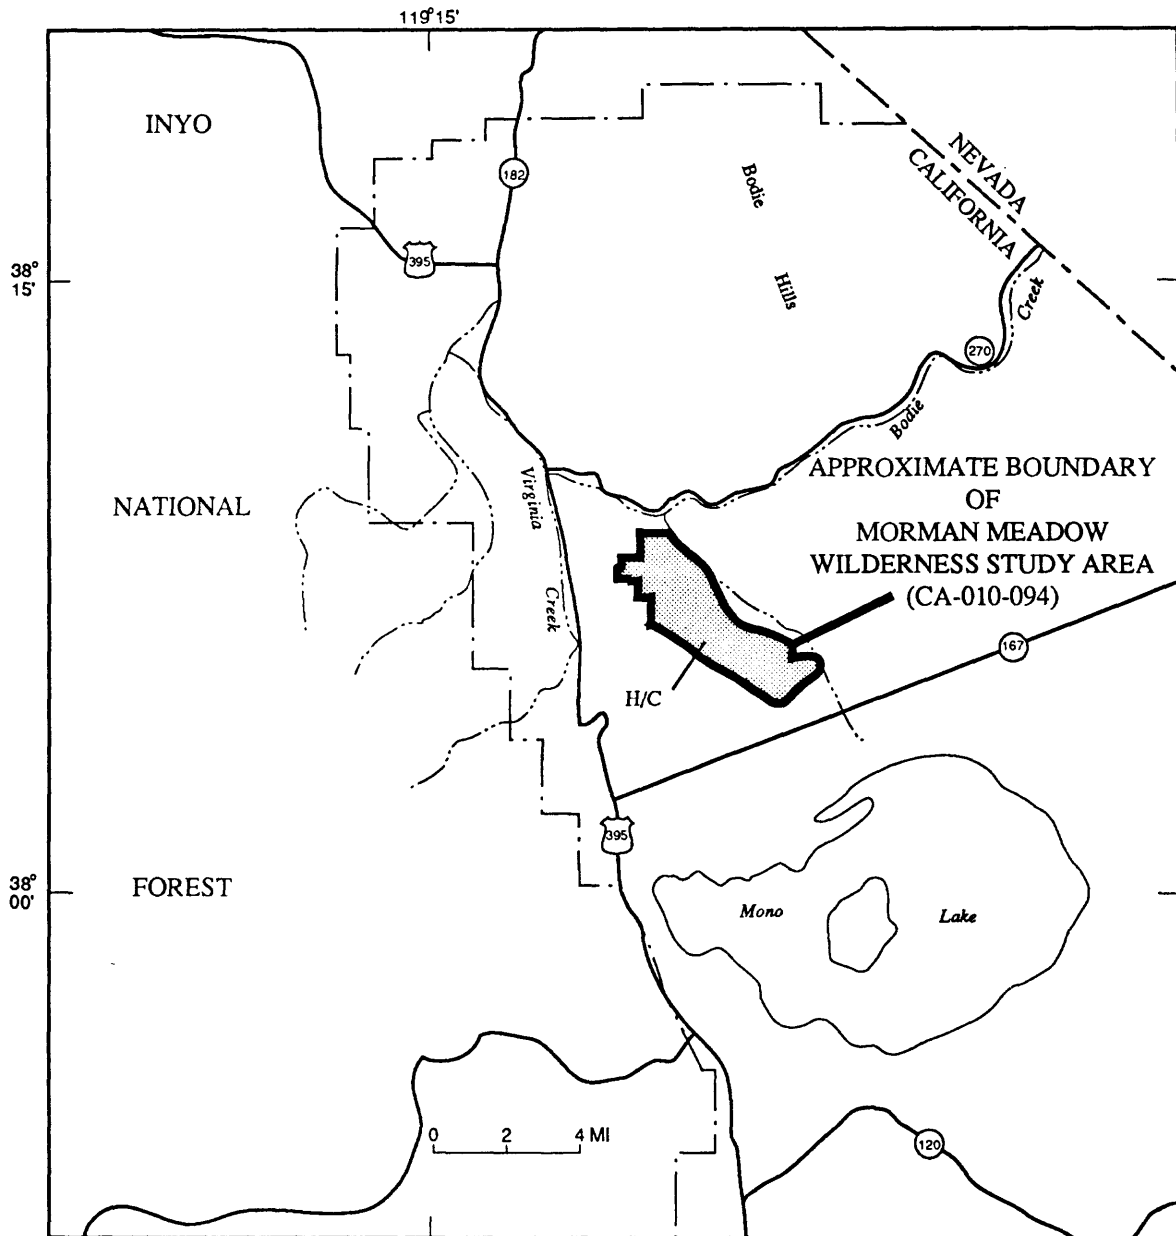 119°15'
INYO
NEVADA
CALIFORNIA
182
Bodie
Hills
395
38°
15'
Creek
270
Bodie
APPROXIMATE BOUNDARY
OF
MORMAN MEADOW
WILDERNESS STUDY AREA
(CA-010-094)
Virginia
NATIONAL
Creek
167
H/C
395
38°
00'
FOREST
Mono
Lake
0 2 4 MI
120